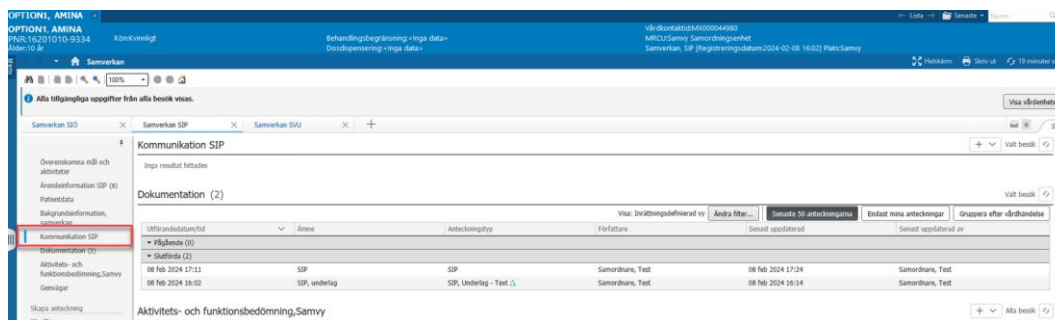 OPTION1, AMINA
← Lista → Senaste
OPTION1, AMINA
PNR:16201010-9334 Kön:Kvinnligt
Ålder:10 år
Behandlingsbegränsning:<Inga data>
Dosdispensering:<Inga data>
Vårdkontaktid:MX000044980
MRCU:Samvy Samordningsenhet
Samverkan, SIP [Registreringsdatum:2024-02-08 16:02] Plats:Samvy
Samverkan
Helskärm Skriv ut 19 minuter s
100%
Alla tillgängliga uppgifter från alla besök visas.
Visa vårdenhet
Samverkan SIÖ Samverkan SIP Samverkan SVU
Överenskomna mål och
aktiviteter
Ärendeinformation SIP (8)
Patientdata
Bakgrundsinformation,
samverkan
Kommunikation SIP
Dokumentation (2)
Aktivitets- och
funktionsbedömning,Samvy
Genvägar
Skapa anteckning
Kommunikation SIP
Valt besök
Inga resultat hittades
Dokumentation (2)
Valt besök
Visa: Inrättningsdefinierad vy Ändra filter... Senaste 50 anteckningarna Endast mina anteckningar Gruppera efter vårdhändelse
Utförandedatum/tid Ämne Anteckningstyp Författare Senast uppdaterad Senast uppdaterad av
Pågående (0)
Slutförda (2)
08 feb 2024 17:11 SIP SIP Samordnare, Test 08 feb 2024 17:24 Samordnare, Test
08 feb 2024 16:02 SIP, underlag SIP, Underlag - Text Samordnare, Test 08 feb 2024 16:14 Samordnare, Test
Aktivitets- och funktionsbedömning,Samvy
Alla besök